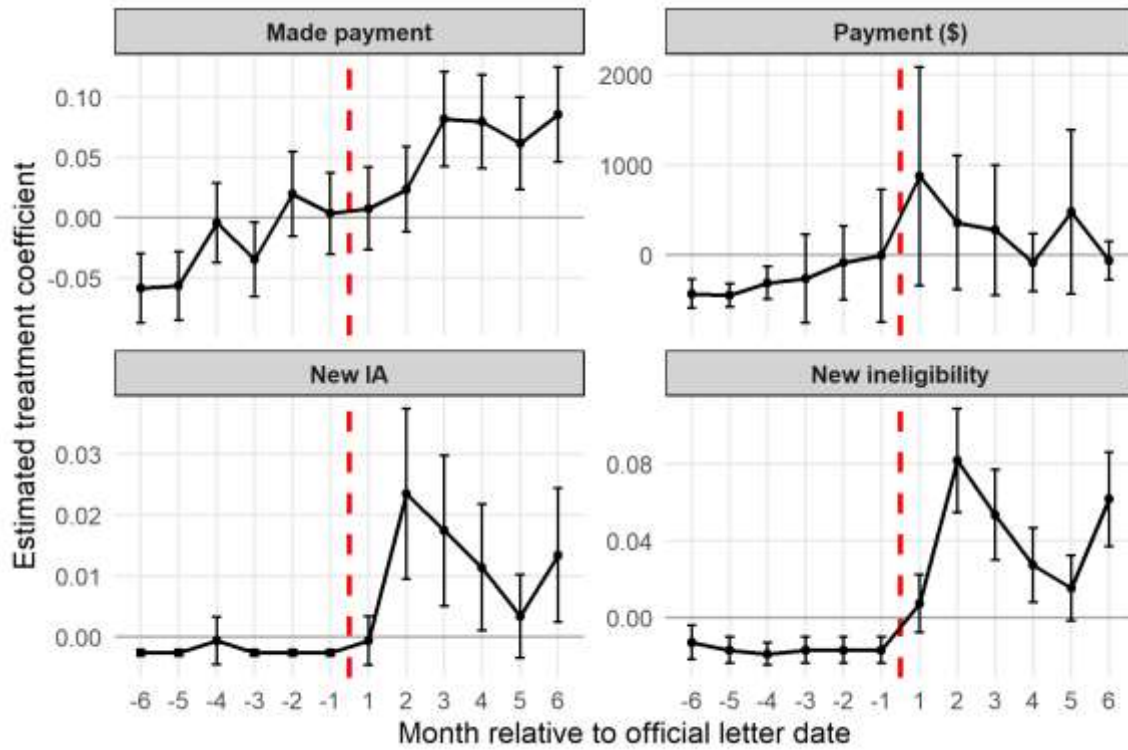 Made payment
Payment ($)
0.10
0.05
0.00
-0.05
2000
1000
0
New IA
New ineligibility
0.03
0.02
0.01
0.00
0.08
0.04
0.00
-6 -5 -4 -3 -2 -1 1 2 3 4 5 6
-6 -5 -4 -3 -2 -1 1 2 3 4 5 6
Estimated treatment coefficient
Month relative to official letter date